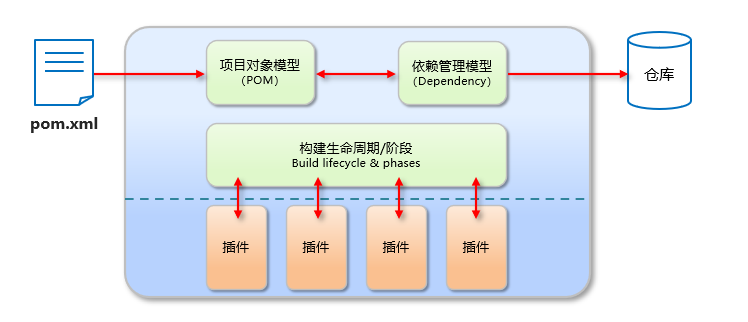 项目对象模型
（POM）
依赖管理模型
（Dependency）
仓库
pom.xml
构建生命周期/阶段
Build lifecycle & phases
插件
插件
插件
插件